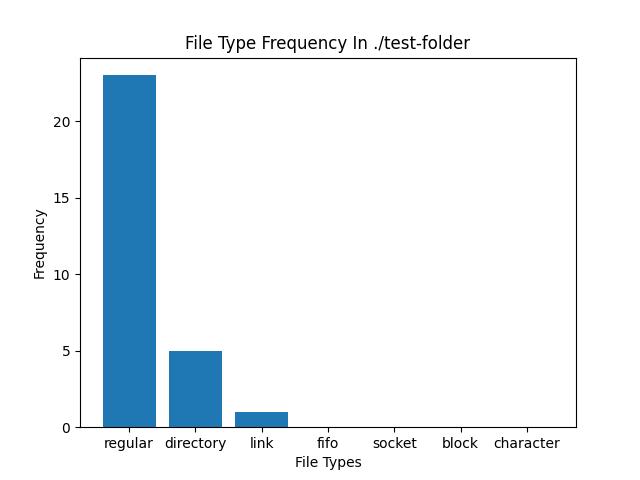 File Type Frequency In ./test-folder
Frequency
20
15
10
5
0
regular directory link fifo socket block character
File Types